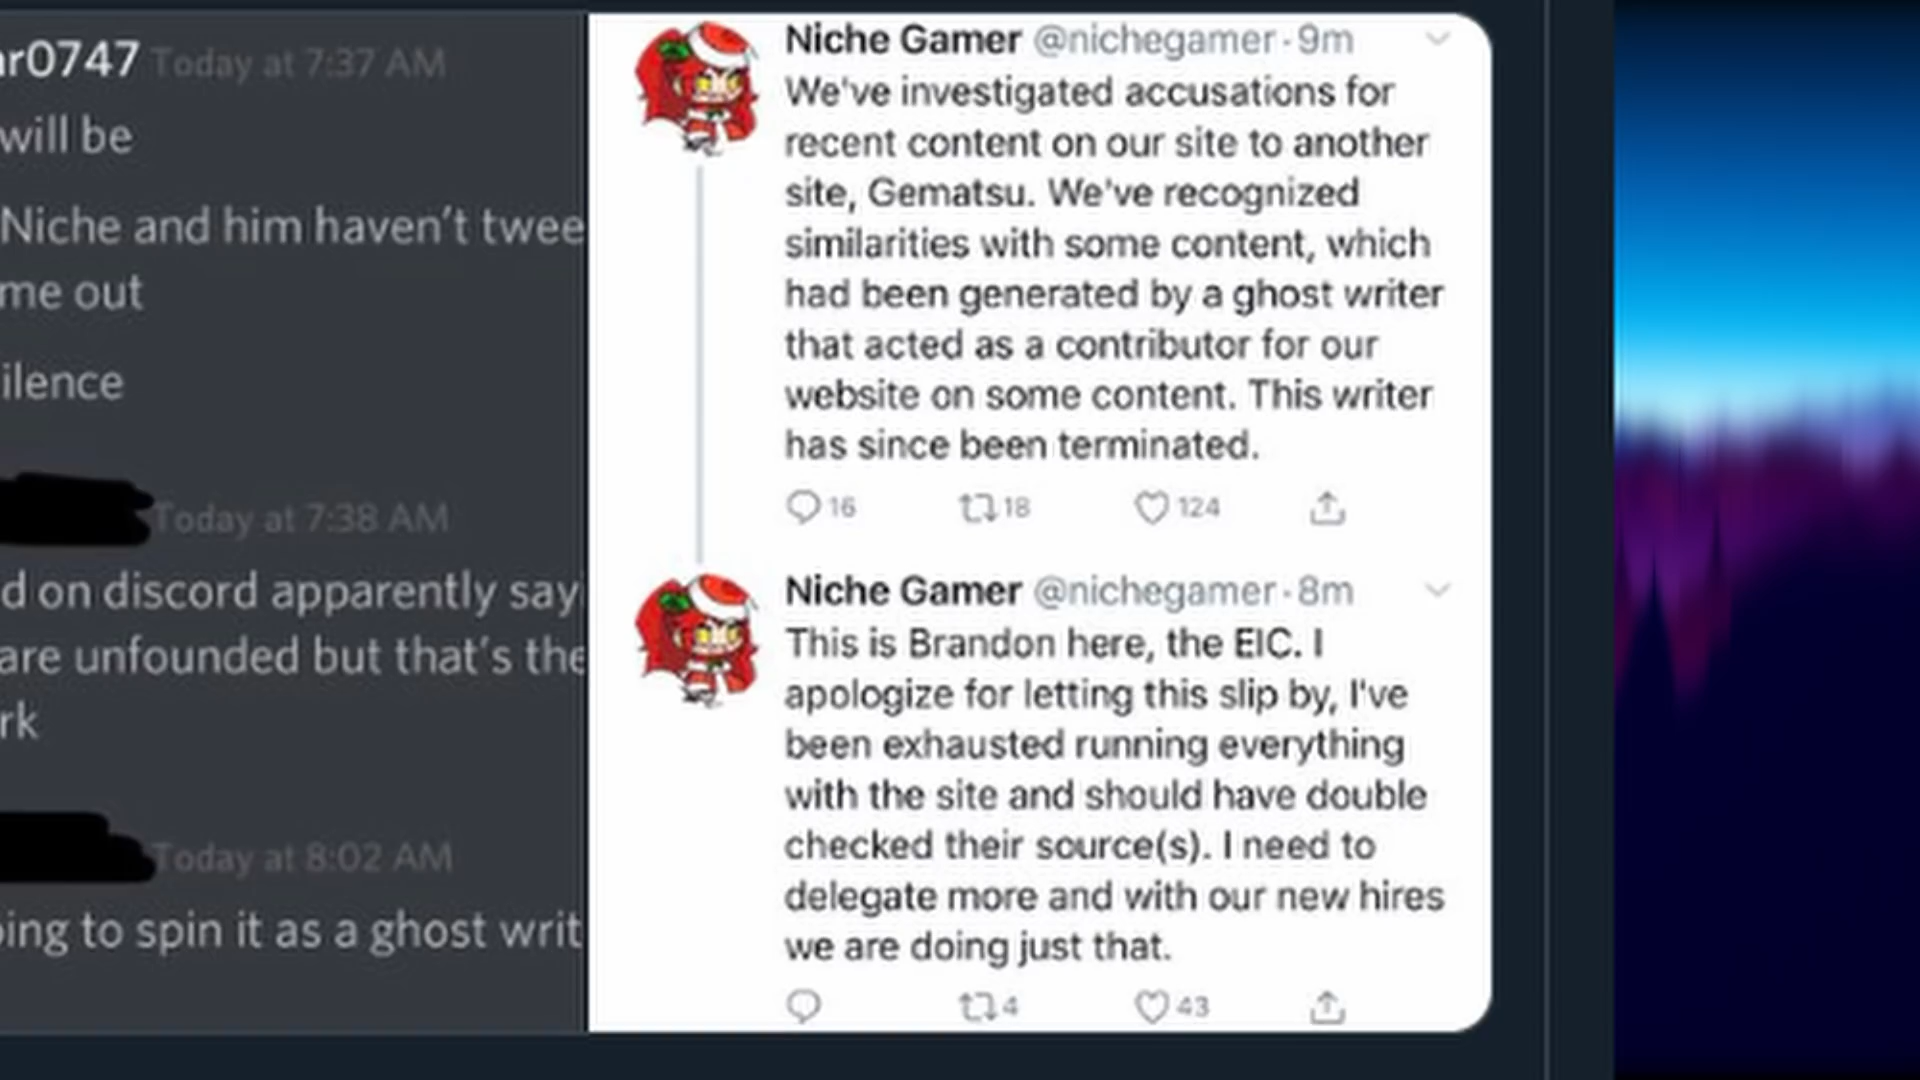 ar0747 Today at 7:37 AM
will be
Niche and him haven't twee
me out
ilence
Today at 7:38 AM
d on discord apparently sayi
are unfounded but that's the
rk
Today at 8:02 AM
oing to spin it as a ghost writ
Niche Gamer @nichegamer · 9m
We've investigated accusations for
recent content on our site to another
site, Gematsu. We've recognized
similarities with some content, which
had been generated by a ghost writer
that acted as a contributor for our
website on some content. This writer
has since been terminated.
16 18 124
Niche Gamer @nichegamer · 8m
This is Brandon here, the EIC. I
apologize for letting this slip by, I've
been exhausted running everything
with the site and should have double
checked their source(s). I need to
delegate more and with our new hires
we are doing just that.
4 43